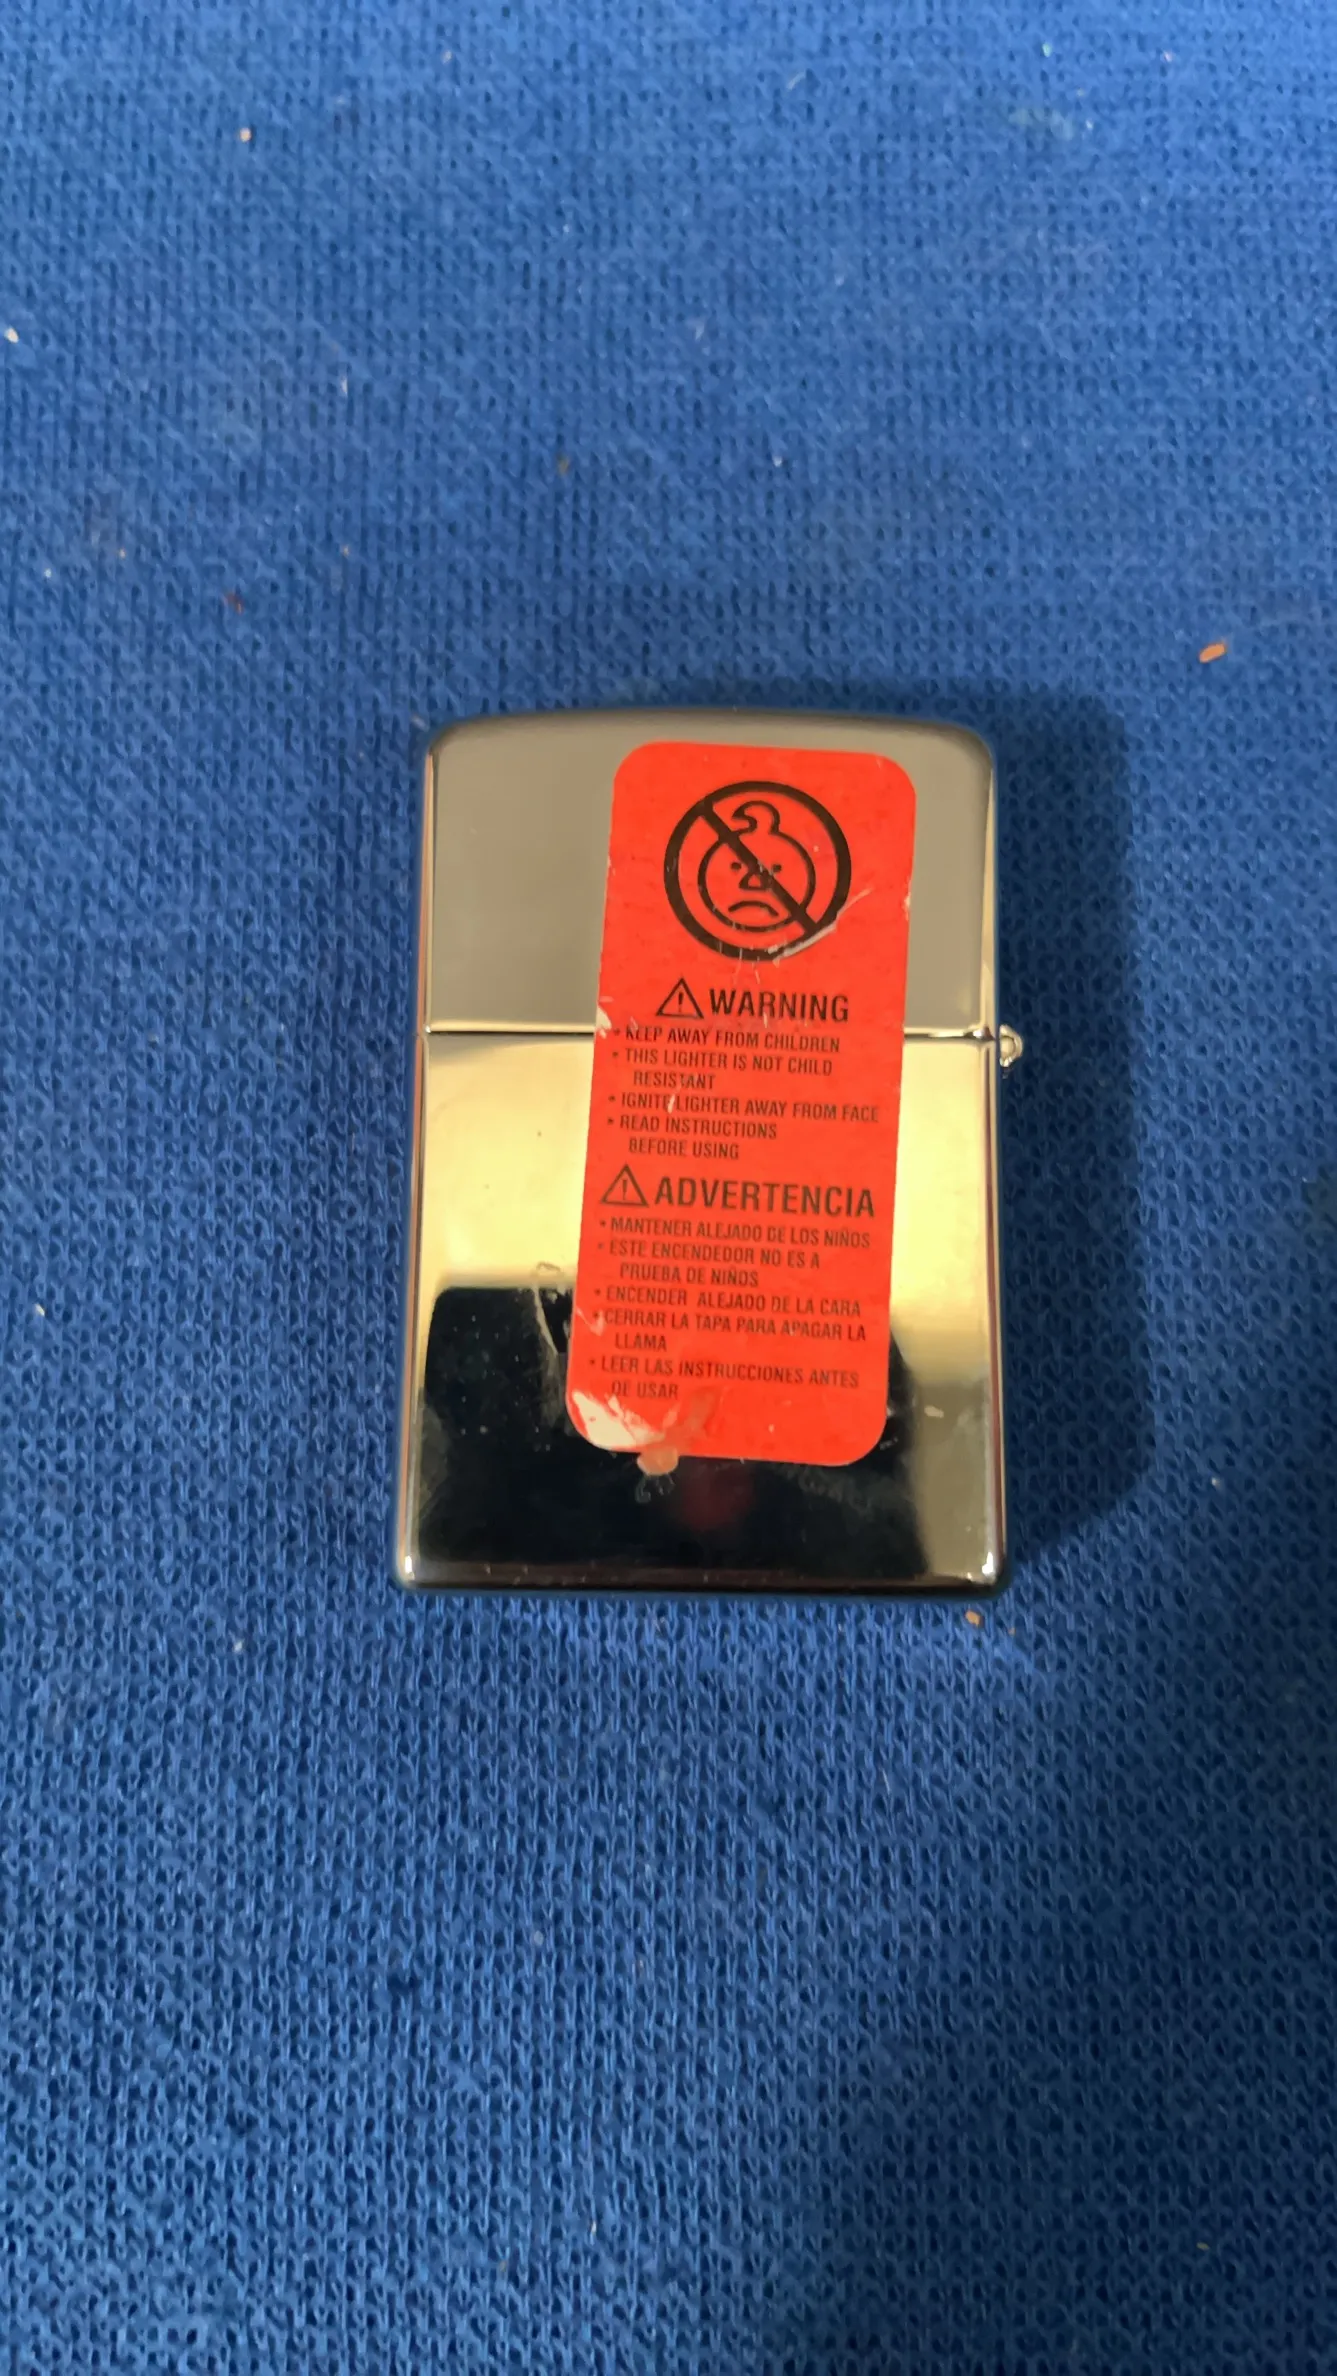 WARNING
• KEEP AWAY FROM CHILDREN
• THIS LIGHTER IS NOT CHILD
RESISTANT
• IGNITE LIGHTER AWAY FROM FACE
• READ INSTRUCTIONS
BEFORE USING
ADVERTENCIA
• MANTENER ALEJADO DE LOS NIÑOS
• ESTE ENCENDEDOR NO ES A
PRUEBA DE NIÑOS
• ENCENDER ALEJADO DE LA CARA
• CERRAR LA TAPA PARA APAGAR LA
LLAMA
• LEER LAS INSTRUCCIONES ANTES
DE USAR